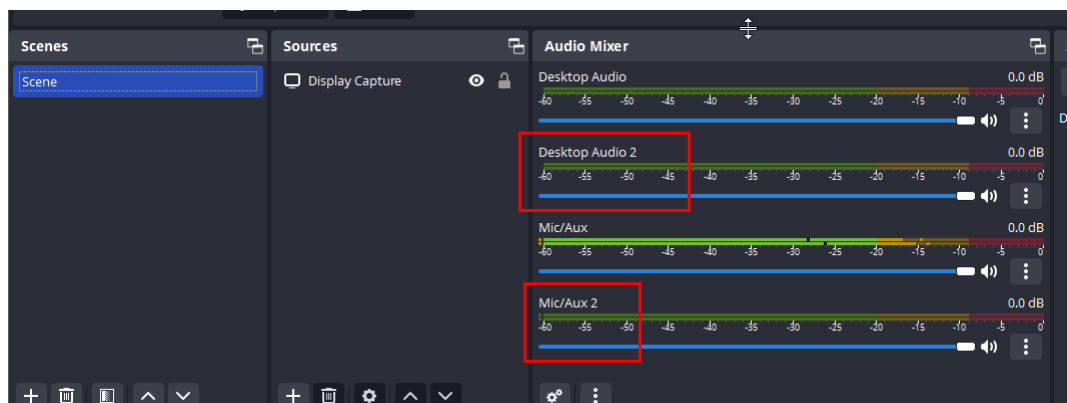 Scenes
Scene
Sources
Display Capture
Audio Mixer
Desktop Audio 0.0 dB
-60 -55 -50 -45 -40 -35 -30 -25 -20 -15 -10 -5 0
Desktop Audio 2 0.0 dB
-60 -55 -50 -45 -40 -35 -30 -25 -20 -15 -10 -5 0
Mic/Aux 0.0 dB
-60 -55 -50 -45 -40 -35 -30 -25 -20 -15 -10 -5 0
Mic/Aux 2 0.0 dB
-60 -55 -50 -45 -40 -35 -30 -25 -20 -15 -10 -5 0